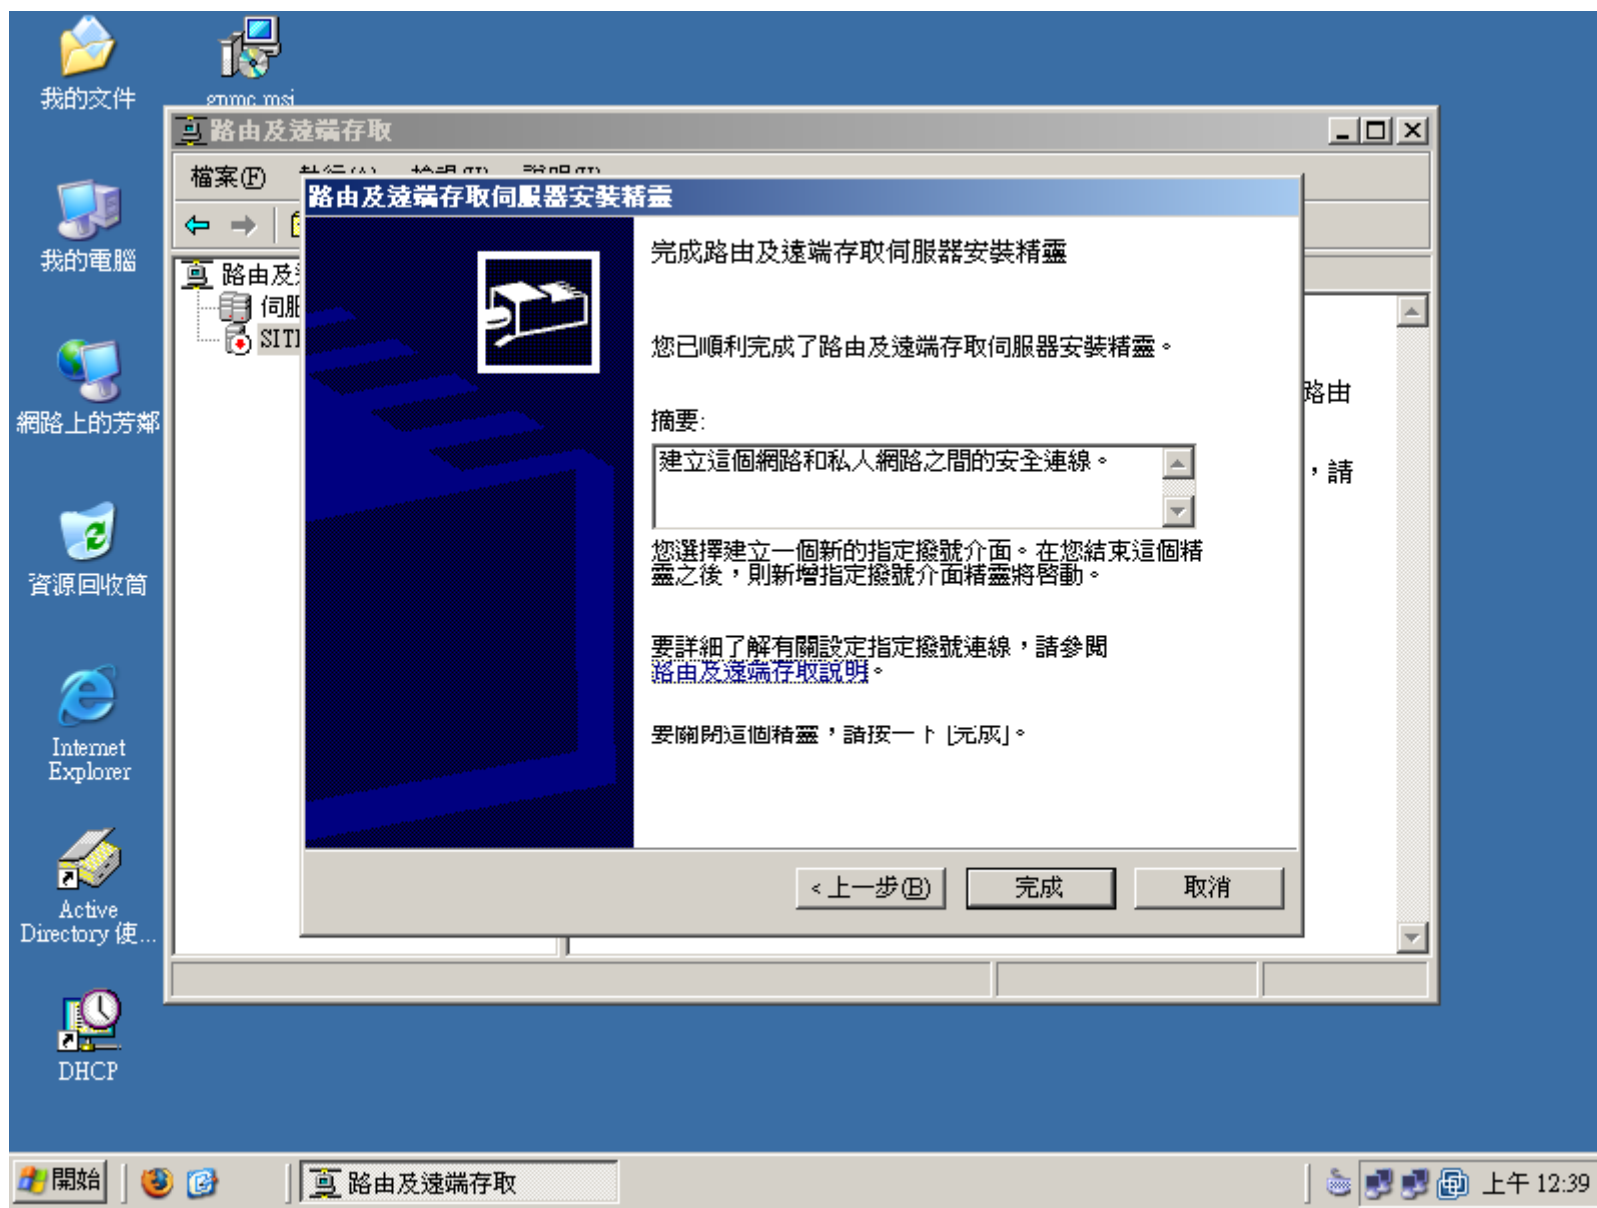 我的文件
gpmc.msi
我的電腦
網路上的芳鄰
資源回收筒
Internet
Explorer
Active
Directory 使...
DHCP
路由及遠端存取
檔案(F)
路由及遠端存取伺服器安裝精靈
完成路由及遠端存取伺服器安裝精靈
您已順利完成了路由及遠端存取伺服器安裝精靈。
摘要:
建立這個網路和私人網路之間的安全連線。
您選擇建立一個新的指定撥號介面。在您結束這個精
靈之後，則新增指定撥號介面精靈將啓動。
要詳細了解有關設定指定撥號連線，請參閱
路由及遠端存取說明。
要關閉這個精靈，請按一下 [完成]。
<上一步(B)
完成
取消
路由及
伺服
SITE
路由
，請
開始
路由及遠端存取
上午 12:39